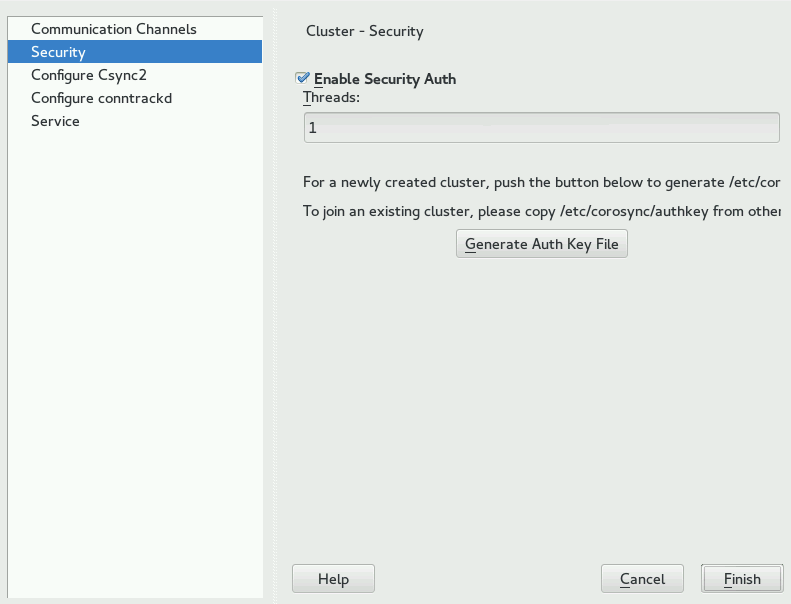 Communication Channels
Security
Configure Csync2
Configure conntrackd
Service
Cluster - Security
Enable Security Auth
Threads:
1
For a newly created cluster, push the button below to generate /etc/cor
To join an existing cluster, please copy /etc/corosync/authkey from other
Generate Auth Key File
Help
Cancel
Finish